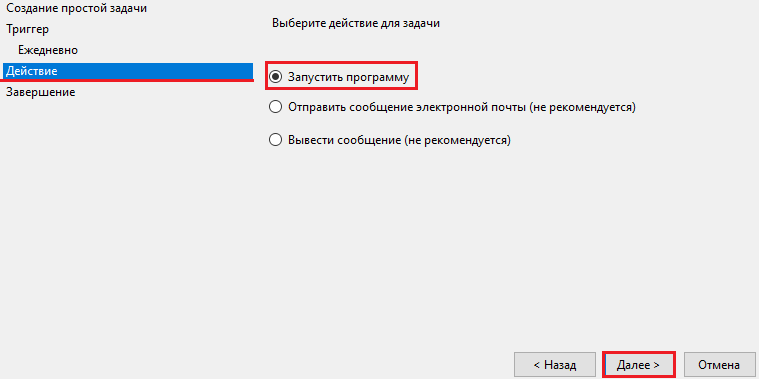 Создание простой задачи
Триггер
Ежедневно
Действие
Завершение
Выберите действие для задачи
Запустить программу
Отправить сообщение электронной почты (не рекомендуется)
Вывести сообщение (не рекомендуется)
< Назад
Далее >
Отмена